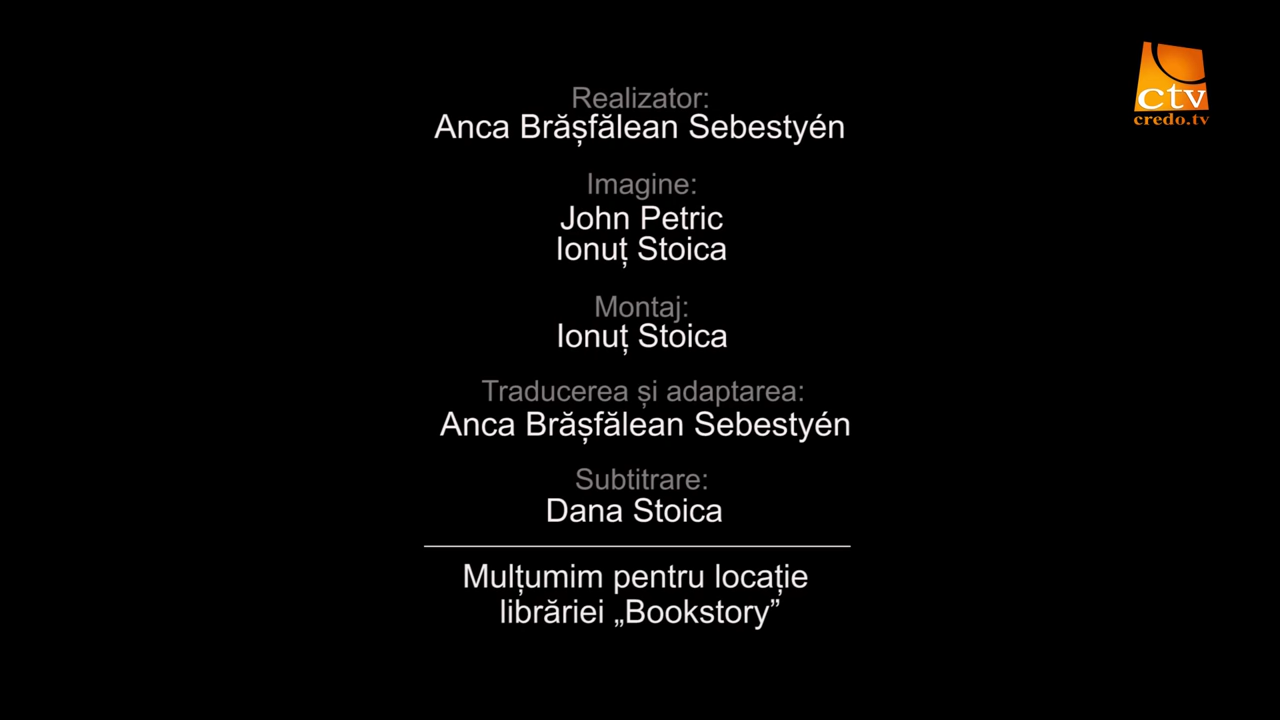 ctv
credo.tv
Realizator:
Anca Brășfălean Sebestyén
Imagine:
John Petric
Ionuț Stoica
Montaj:
Ionuț Stoica
Traducerea și adaptarea:
Anca Brășfălean Sebestyén
Subtitrare:
Dana Stoica
Mulțumim pentru locație
librăriei „Bookstory”